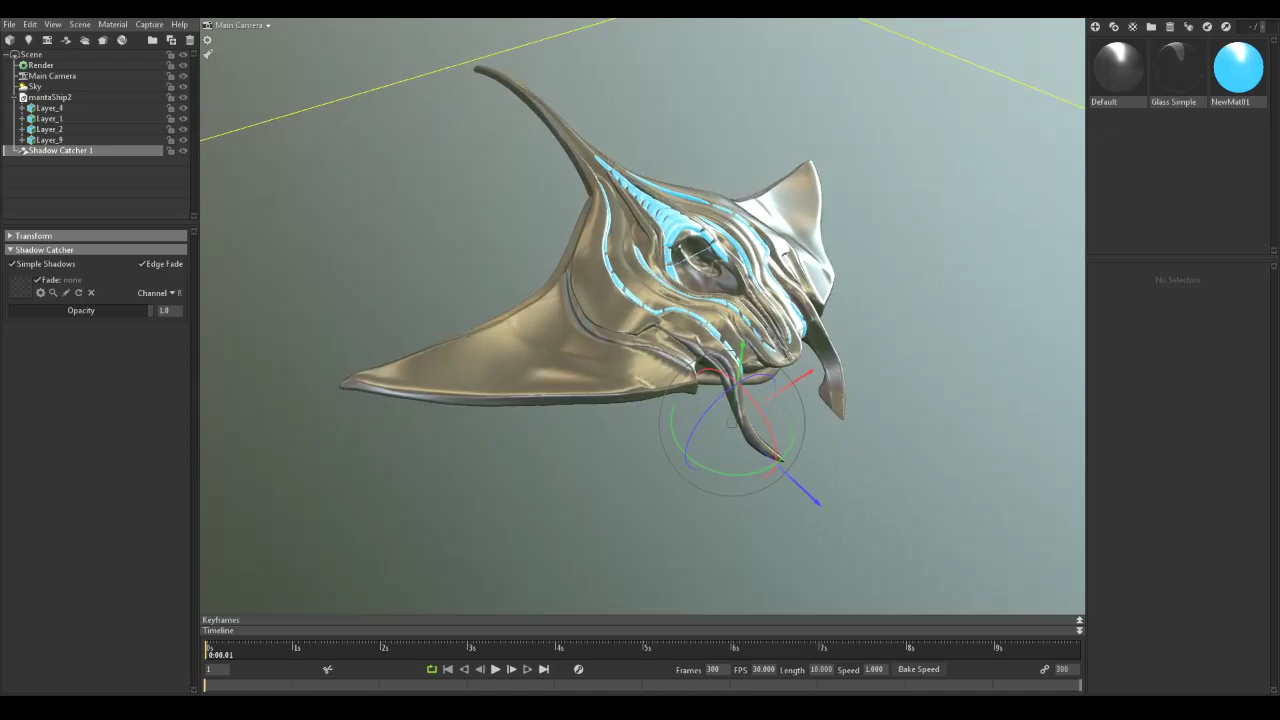 File Edit View Scene Material Capture Help
Main Camera
- / 
Scene
Render
Main Camera
Sky
mantaShip2
Layer_4
Layer_1
Layer_2
Layer_9
Shadow Catcher 1
Default Glass Simple NewMat01
Transform
Shadow Catcher
Simple Shadows Edge Fade
Fade: none
Channel R
Opacity 1.0
No Selection
Keyframes
Timeline
0s 1s 2s 3s 4s 5s 6s 7s 8s 9s
0:00.01
1 Frames 300 FPS 30.000 Length 10.000 Speed 1.000 Bake Speed 300